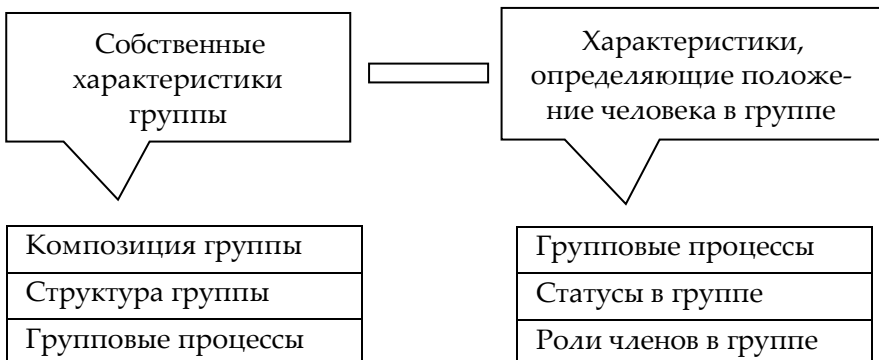 Собственные
характеристики
группы
Характеристики,
определяющие положе-
ние человека в группе
Композиция группы
Структура группы
Групповые процессы
Групповые процессы
Статусы в группе
Роли членов в группе